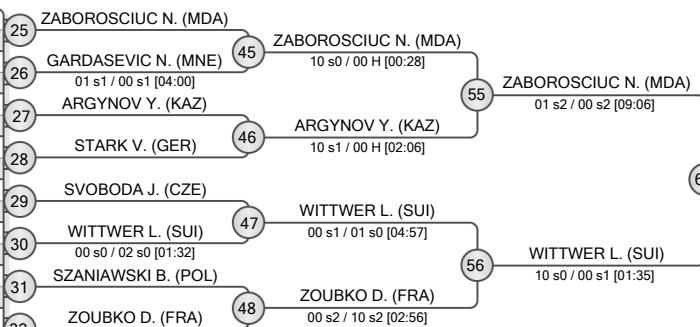 25
ZABOROSCIUC N. (MDA)
26
GARDASEVIC N. (MNE)
01 s1 / 00 s1 [04:00]
45
ZABOROSCIUC N. (MDA)
10 s0 / 00 H [00:28]
27
ARGYNOV Y. (KAZ)
28
STARK V. (GER)
46
ARGYNOV Y. (KAZ)
10 s1 / 00 H [02:06]
55
ZABOROSCIUC N. (MDA)
01 s2 / 00 s2 [09:06]
29
SVOBODA J. (CZE)
30
WITTWER L. (SUI)
00 s0 / 02 s0 [01:32]
47
WITTWER L. (SUI)
00 s1 / 01 s0 [04:57]
31
SZANIAWSKI B. (POL)
ZOUBKO D. (FRA)
48
ZOUBKO D. (FRA)
00 s2 / 10 s2 [02:56]
56
WITTWER L. (SUI)
10 s0 / 00 s1 [01:35]